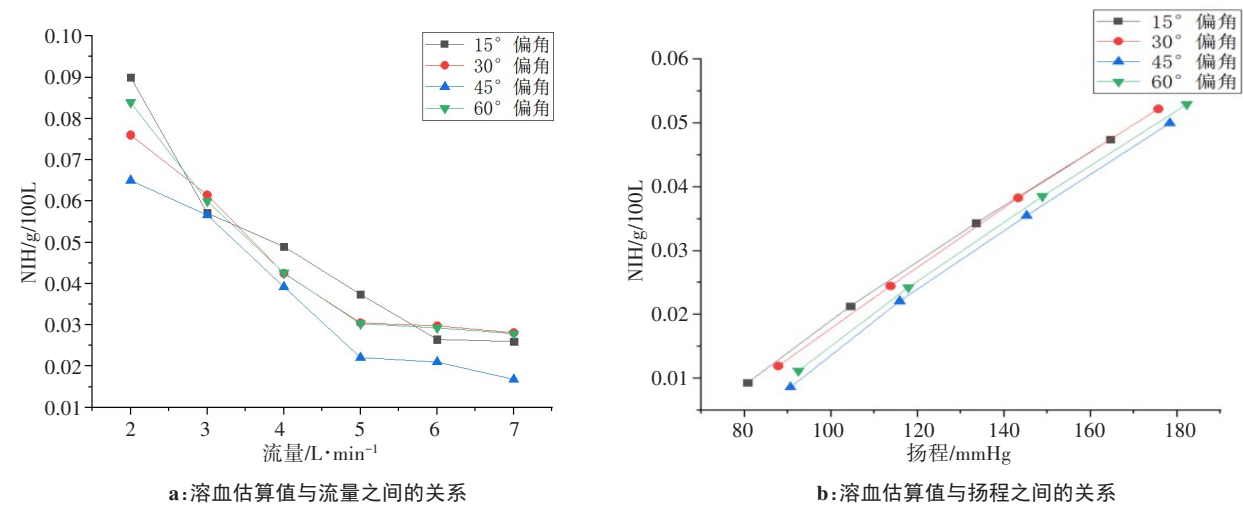 0.10
0.09
0.08
0.07
0.06
0.05
0.04
0.03
0.02
0.01
NIH/g/100L
2 3 4 5 6 7
流量/L·min⁻¹
15° 偏角
30° 偏角
45° 偏角
60° 偏角
a:溶血估算值与流量之间的关系
0.06
0.05
0.04
0.03
0.02
0.01
NIH/g/100L
80 100 120 140 160 180
扬程/mmHg
15° 偏角
30° 偏角
45° 偏角
60° 偏角
b:溶血估算值与扬程之间的关系